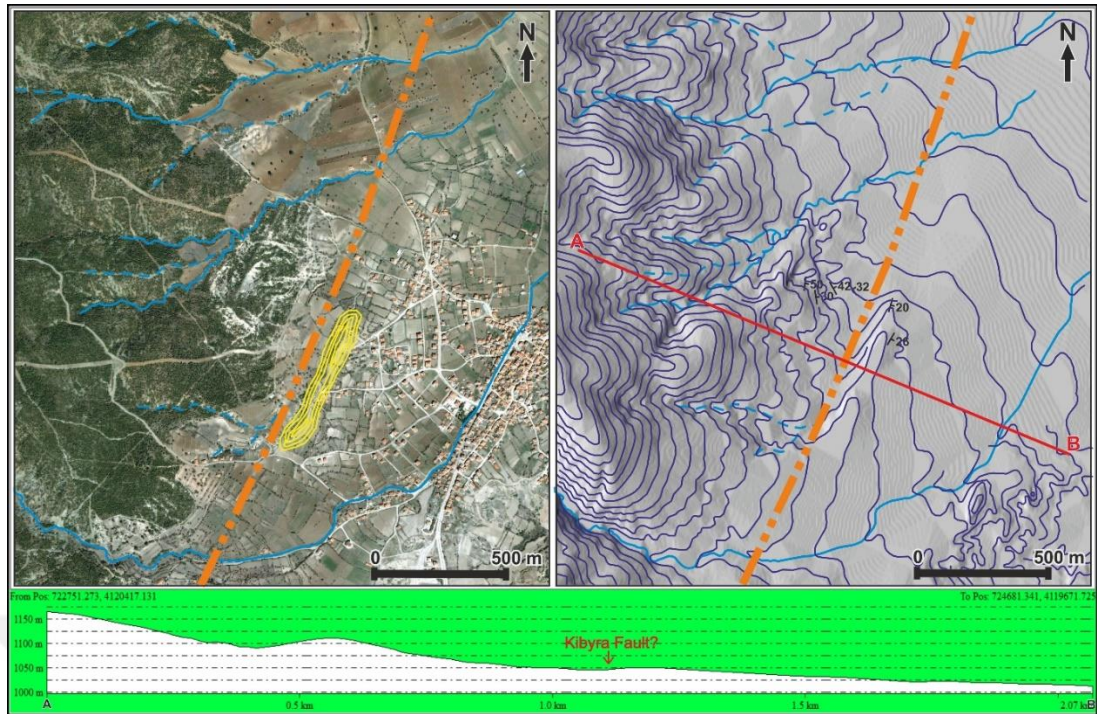 N
0 500 m
N
A
50
30
42
32
20
26
B
0 500 m
From Pos: 722751.273, 4120417.131 To Pos: 724681.341, 4119671.725
1150 m
1100 m
1050 m
1000 m
Kibyra Fault?
A 0.5 km 1.0 km 1.5 km 2.07 km B